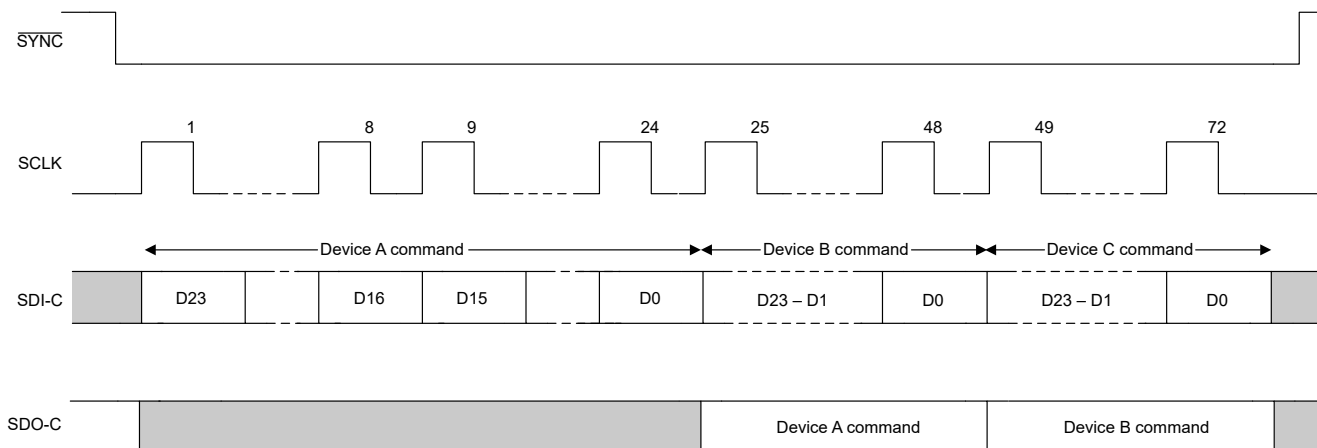 SYNC
1 8 9 24 25 48 49 72
SCLK
Device A command Device B command Device C command
SDI-C D23 D16 D15 D0 D23 – D1 D0 D23 – D1 D0
SDO-C Device A command Device B command